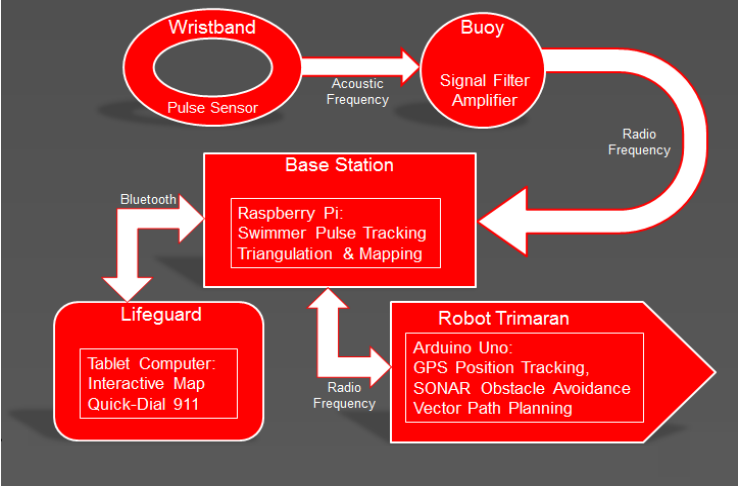 Wristband
Pulse Sensor
Acoustic
Frequency
Buoy
Signal Filter
Amplifier
Radio
Frequency
Base Station
Raspberry Pi:
Swimmer Pulse Tracking
Triangulation & Mapping
Bluetooth
Lifeguard
Tablet Computer:
Interactive Map
Quick-Dial 911
Radio
Frequency
Robot Trimaran
Arduino Uno:
GPS Position Tracking,
SONAR Obstacle Avoidance
Vector Path Planning